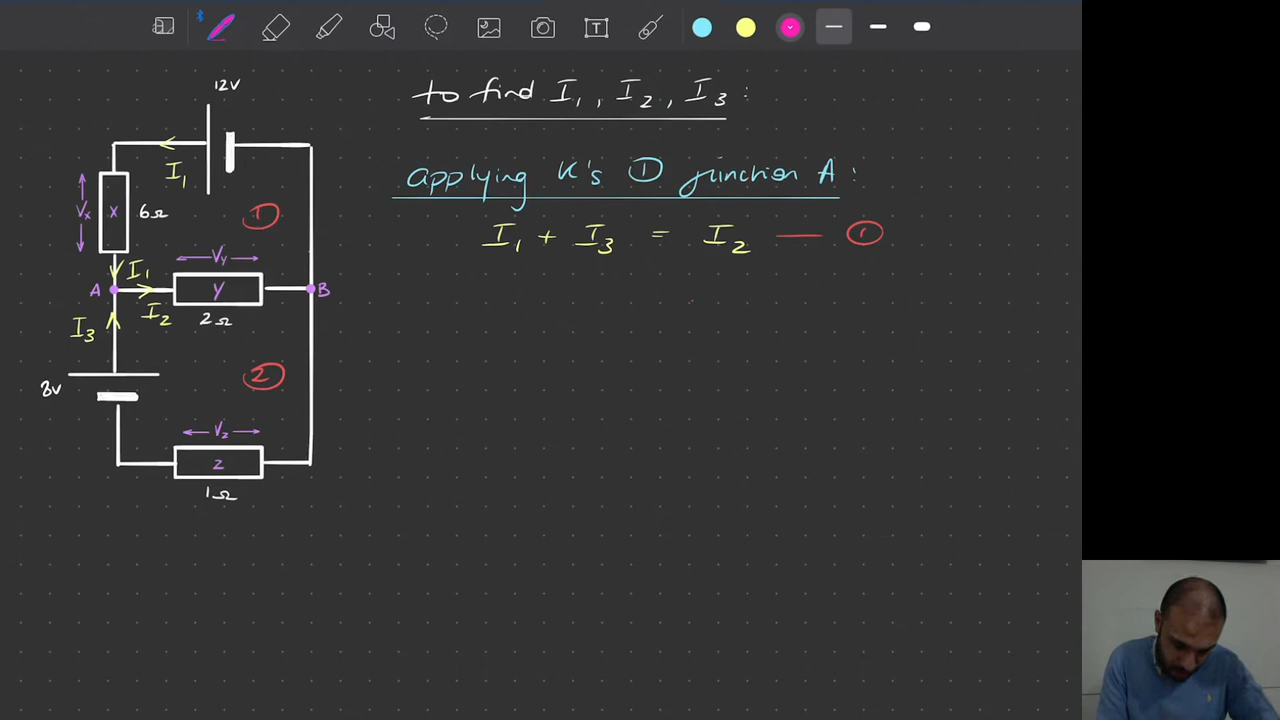 to find I₁, I₂, I₃:
applying K's ① junction A:
I₁ + I₃ = I₂ — ①
12V
I₁
Vx
X
6Ω
①
I₁
Vy
A
Y
B
I₂
2Ω
I₃
②
3V
Vz
Z
1Ω
T